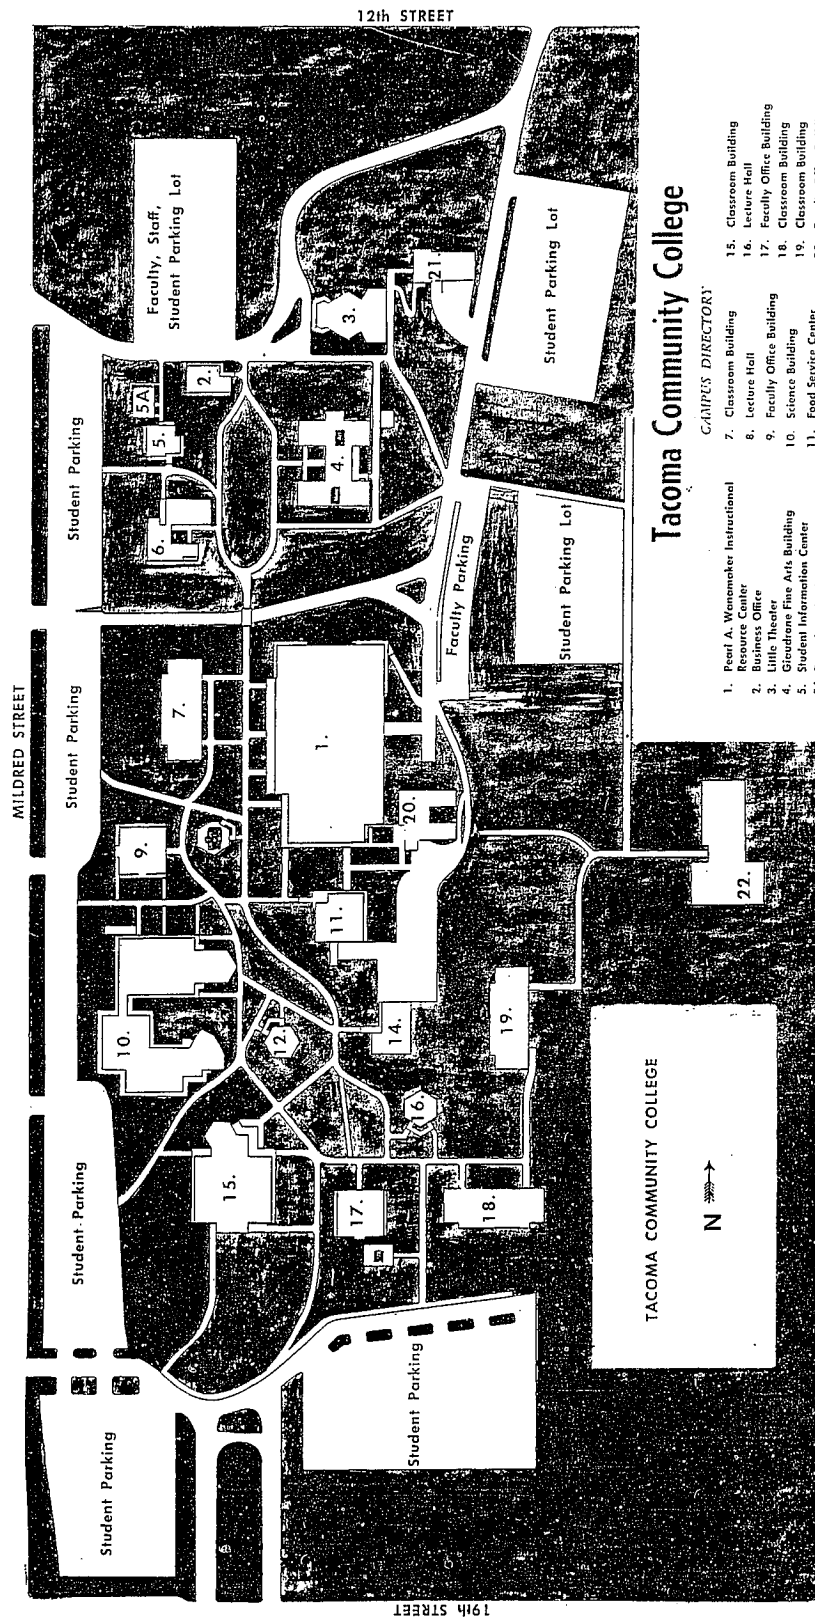 12th STREET
MILDRED STREET
19th STREET
Faculty, Staff,
Student Parking Lot
Student Parking
Student Parking
Student Parking
Student Parking
Student Parking
Student Parking Lot
Student Parking Lot
Faculty Parking
1.
2.
3.
4.
5.
5A
6.
7.
9.
10.
11.
12.
14.
15.
16.
17.
18.
19.
20.
21.
22.
TACOMA COMMUNITY COLLEGE
N
Tacoma Community College
CAMPUS DIRECTORY
1. Pearl A. Wanamaker Instructional
Resource Center
2. Business Office
3. Little Theater
4. Giaudrone Fine Arts Building
5. Student Information Center
7. Classroom Building
8. Lecture Hall
9. Faculty Office Building
10. Science Building
11. Food Service Center
15. Classroom Building
16. Lecture Hall
17. Faculty Office Building
18. Classroom Building
19. Classroom Building